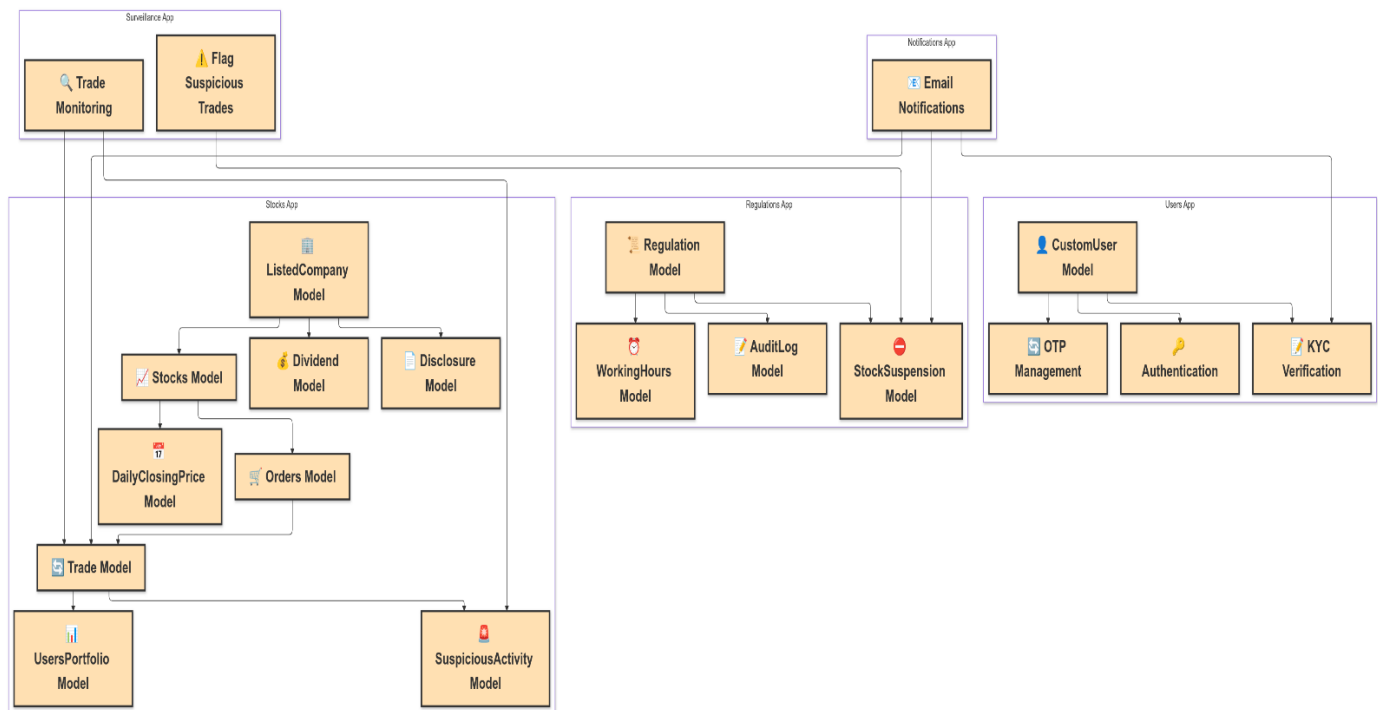 Surveillance App
🔍 Trade
Monitoring
⚠️ Flag
Suspicious
Trades
Notifications App
📧 Email
Notifications
Stocks App
🏢
ListedCompany
Model
📈 Stocks Model
💰 Dividend
Model
📄 Disclosure
Model
📅
DailyClosingPrice
Model
🛒 Orders Model
🔄 Trade Model
📊
UsersPortfolio
Model
🚨
SuspiciousActivity
Model
Regulations App
📜 Regulation
Model
⏰
WorkingHours
Model
📝 AuditLog
Model
⛔
StockSuspension
Model
Users App
👤 CustomUser
Model
🔄 OTP
Management
🔑
Authentication
📝 KYC
Verification